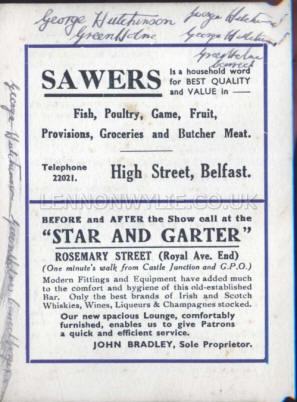 George Hutchinson
Green Holme
George Hutchinson
George Hutchinson
SAWERS
Is a household word
for BEST QUALITY
and VALUE in —
Fish, Poultry, Game, Fruit,
Provisions, Groceries and Butcher Meat.
Telephone
22021.
High Street, Belfast.
LENNONWYLIE.CO.UK
BEFORE and AFTER the Show call at the
"STAR AND GARTER"
ROSEMARY STREET (Royal Ave. End)
(One minute's walk from Castle Junction and G.P.O.)
Modern Fittings and Equipment have added much
to the comfort and hygiene of this old-established
Bar. Only the best brands of Irish and Scotch
Whiskies, Wines, Liqueurs & Champagnes stocked.
Our new spacious Lounge, comfortably
furnished, enables us to give Patrons
a quick and efficient service.
JOHN BRADLEY, Sole Proprietor.
George Hutchinson